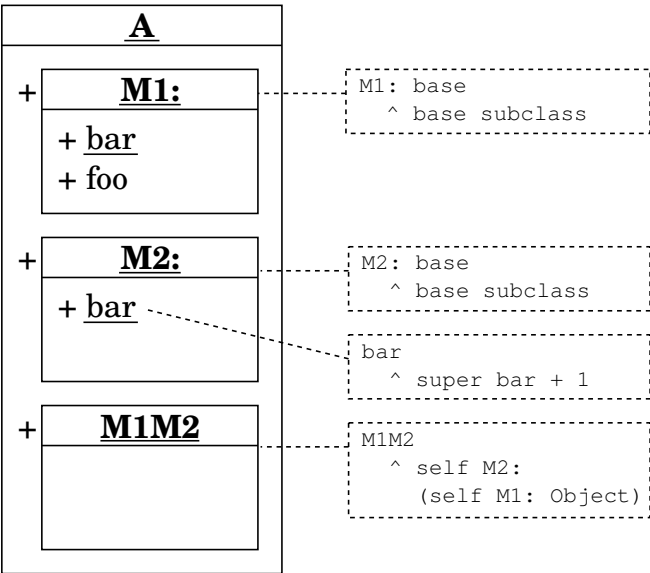 A
+ M1:
+ bar
+ foo
M1: base
^ base subclass
+ M2:
+ bar
M2: base
^ base subclass
bar
^ super bar + 1
+ M1M2
M1M2
^ self M2:
(self M1: Object)